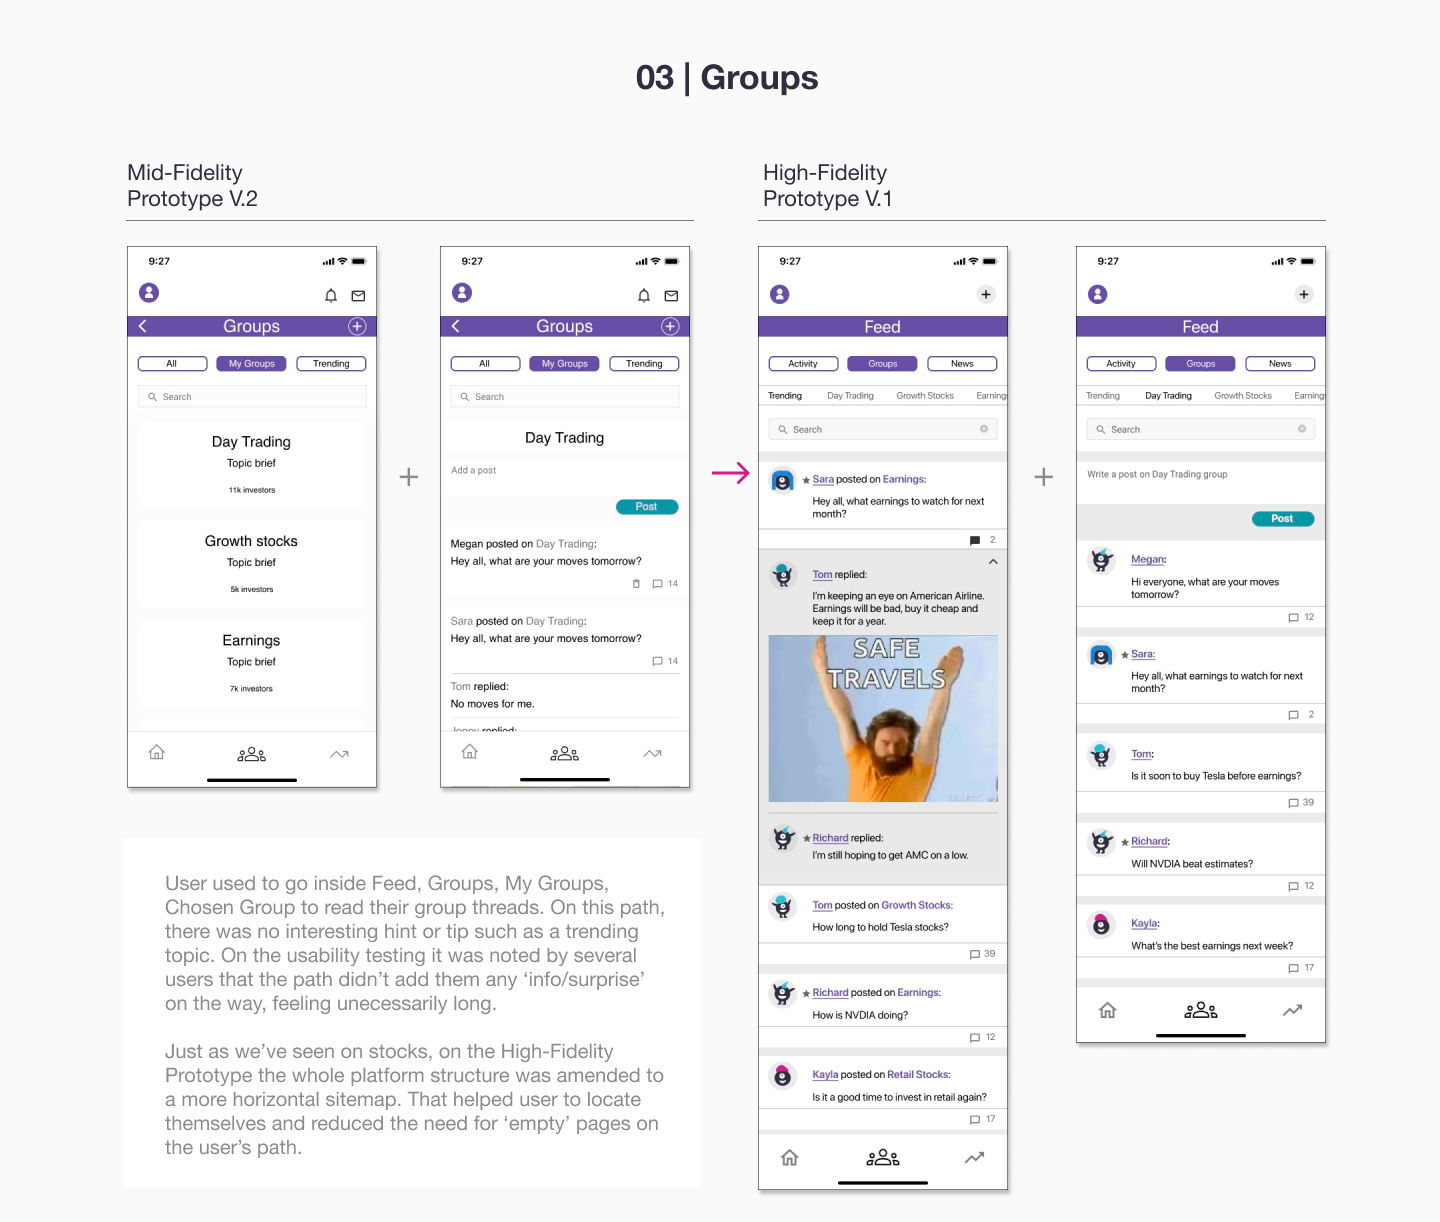 03 | Groups
Mid-Fidelity
Prototype V.2
High-Fidelity
Prototype V.1
9:27
Groups
All
My Groups
Trending
Search
Day Trading
Topic brief
11k investors
Growth stocks
Topic brief
5k investors
Earnings
Topic brief
7k investors
+
9:27
Groups
All
My Groups
Trending
Search
Day Trading
Add a post
Post
Megan posted on Day Trading:
Hey all, what are your moves tomorrow?
14
Sara posted on Day Trading:
Hey all, what are your moves tomorrow?
14
Tom replied:
No moves for me.
replied:
9:27
+
Feed
Activity
Groups
News
Trending
Day Trading
Growth Stocks
Earnings
Search
Sara posted on Earnings:
Hey all, what earnings to watch for next
month?
2
Tom replied:
I'm keeping an eye on American Airline.
Earnings will be bad, buy it cheap and
keep it for a year.
SAFE
TRAVELS
Richard replied:
I'm still hoping to get AMC on a low.
Tom posted on Growth Stocks:
How long to hold Tesla stocks?
39
Richard posted on Earnings:
How is NVDIA doing?
12
Kayla posted on Retail Stocks:
Is it a good time to invest in retail again?
17
+
9:27
+
Feed
Activity
Groups
News
Trending
Day Trading
Growth Stocks
Earning
Search
Write a post on Day Trading group
Post
Megan:
Hi everyone, what are your moves
tomorrow?
12
Sara:
Hey all, what earnings to watch for next
month?
2
Tom:
Is it soon to buy Tesla before earnings?
39
Richard:
Will NVDIA beat estimates?
12
Kayla:
What's the best earnings next week?
17
User used to go inside Feed, Groups, My Groups,
Chosen Group to read their group threads. On this path,
there was no interesting hint or tip such as a trending
topic. On the usability testing it was noted by several
users that the path didn't add them any 'info/surprise'
on the way, feeling unecessarily long.
Just as we've seen on stocks, on the High-Fidelity
Prototype the whole platform structure was amended to
a more horizontal sitemap. That helped user to locate
themselves and reduced the need for 'empty' pages on
the user's path.